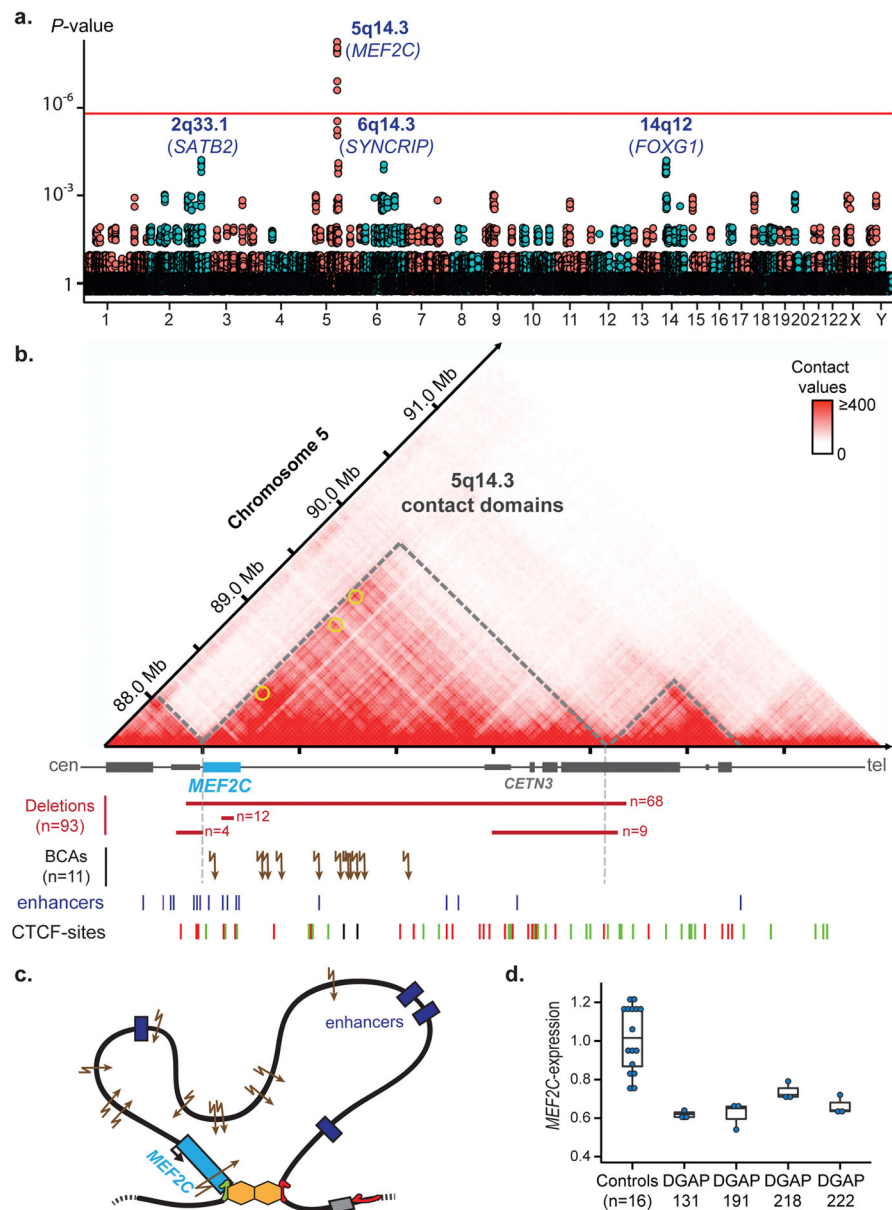 a.
P-value
5q14.3
(MEF2C)
10-6
2q33.1
(SATB2)
6q14.3
(SYNCRIP)
14q12
(FOXG1)
10-3
1
1 2 3 4 5 6 7 8 9 10 11 12 13 14 15 16 17 18 19 20 21 22 X Y
b.
Contact
values
≥400
0
91.0 Mb
90.0 Mb
89.0 Mb
88.0 Mb
Chromosome 5
5q14.3
contact domains
cen
tel
MEF2C
CETN3
Deletions
(n=93)
n=68
n=12
n=4
n=9
BCAs
(n=11)
enhancers
CTCF-sites
c.
enhancers
MEF2C
d.
MEF2C-expression
1.2
1.0
0.8
0.6
0.4
Controls DGAP DGAP DGAP DGAP
(n=16) 131 191 218 222